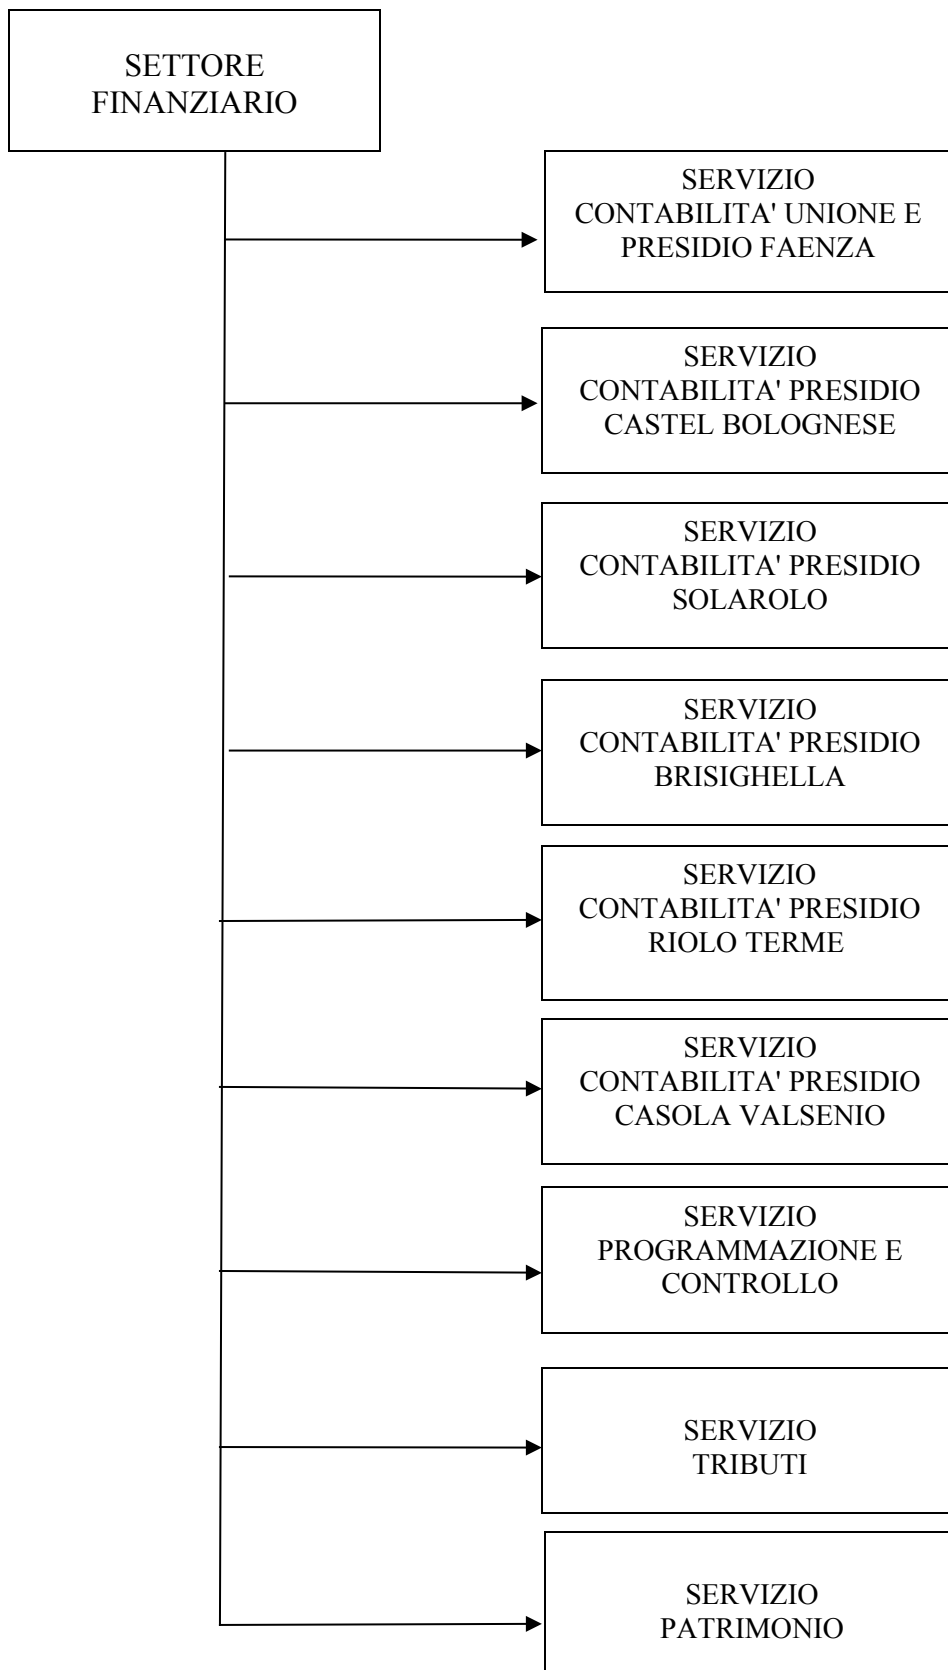 SETTORE
FINANZIARIO
SERVIZIO
CONTABILITA' UNIONE E
PRESIDIO FAENZA
SERVIZIO
CONTABILITA' PRESIDIO
CASTEL BOLOGNESE
SERVIZIO
CONTABILITA' PRESIDIO
SOLAROLO
SERVIZIO
CONTABILITA' PRESIDIO
BRISIGHELLA
SERVIZIO
CONTABILITA' PRESIDIO
RIOLO TERME
SERVIZIO
CONTABILITA' PRESIDIO
CASOLA VALSENIO
SERVIZIO
PROGRAMMAZIONE E
CONTROLLO
SERVIZIO
TRIBUTI
SERVIZIO
PATRIMONIO